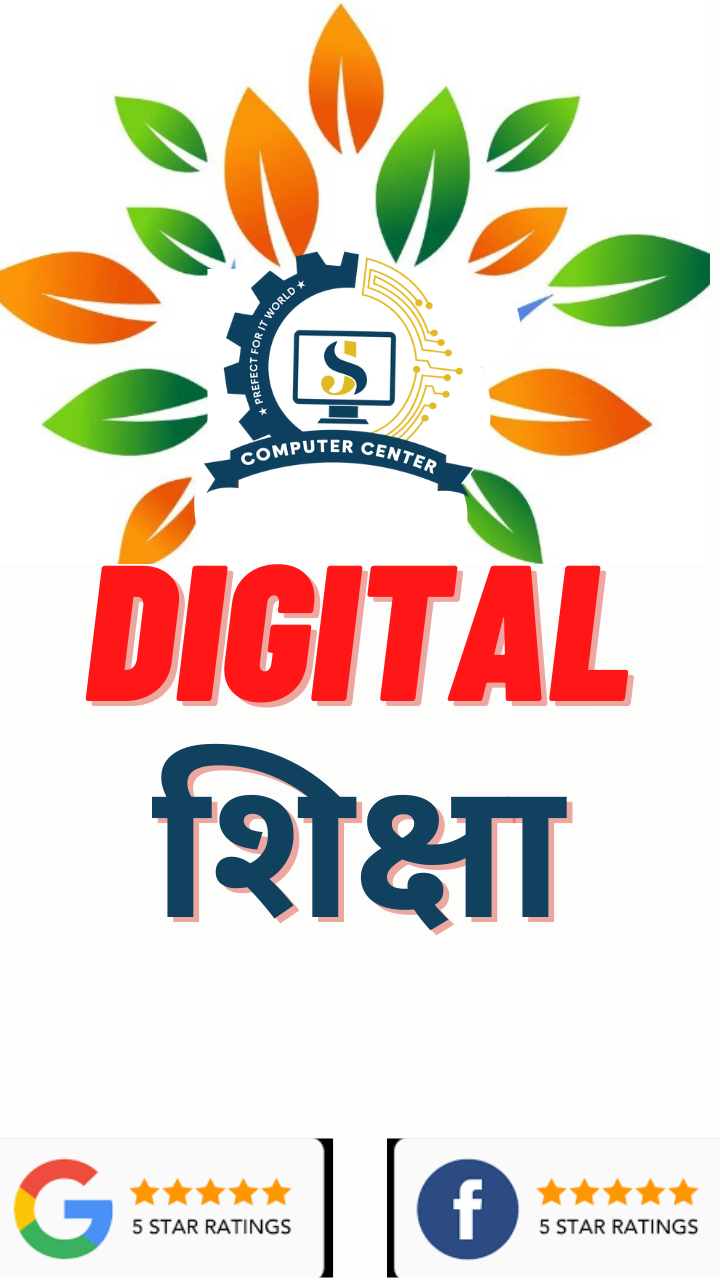 ★ PREFECT FOR IT WORLD ★
COMPUTER CENTER
DIGITAL
शिक्षा
5 STAR RATINGS
5 STAR RATINGS